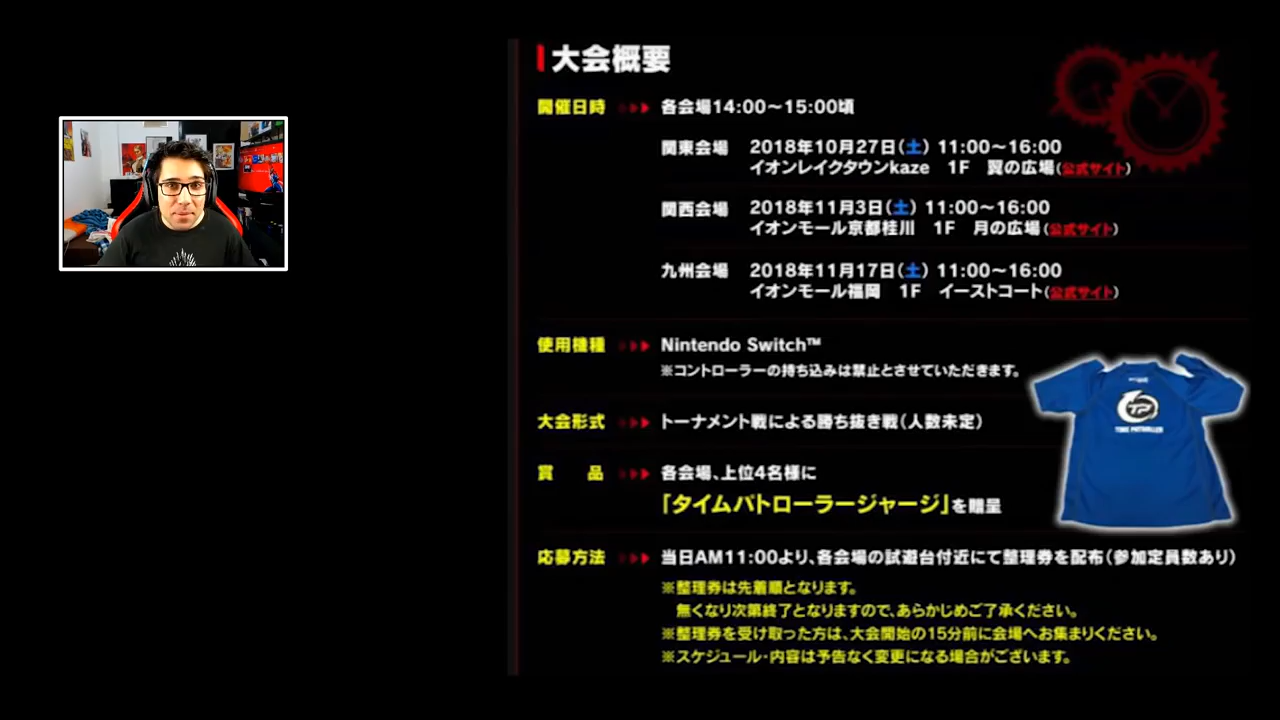 大会概要
開催日時 各会場14:00～15:00頃
関東会場 2018年10月27日(土) 11:00～16:00
イオンレイクタウンkaze 1F 翼の広場(公式サイト)
関西会場 2018年11月3日(土) 11:00～16:00
イオンモール京都桂川 1F 月の広場(公式サイト)
九州会場 2018年11月17日(土) 11:00～16:00
イオンモール福岡 1F イーストコート(公式サイト)
使用機種 Nintendo Switch™
※コントローラーの持ち込みは禁止とさせていただきます。
大会形式 トーナメント戦による勝ち抜き戦(人数未定)
賞品 各会場、上位4名様に
「タイムパトローラージャージ」を贈呈
TP
TIME PATROLLER
応募方法 当日AM11:00より、各会場の試遊台付近にて整理券を配布(参加定員数あり)
※整理券は先着順となります。
無くなり次第終了となりますので、あらかじめご了承ください。
※整理券を受け取った方は、大会開始の15分前に会場へお集まりください。
※スケジュール・内容は予告なく変更になる場合がございます。